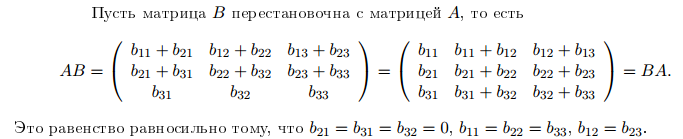 Пусть матрица B перестановочна с матрицей A, то есть
AB = ( b₁₁ + b₂₁ b₁₂ + b₂₂ b₁₃ + b₂₃ ) = ( b₁₁ b₁₁ + b₁₂ b₁₂ + b₁₃ ) = BA.
b₂₁ + b₃₁ b₂₂ + b₃₂ b₂₃ + b₃₃ b₂₁ b₂₁ + b₂₂ b₂₂ + b₂₃
b₃₁ b₃₂ b₃₃ b₃₁ b₃₁ + b₃₂ b₃₂ + b₃₃
Это равенство равносильно тому, что b₂₁ = b₃₁ = b₃₂ = 0, b₁₁ = b₂₂ = b₃₃, b₁₂ = b₂₃.